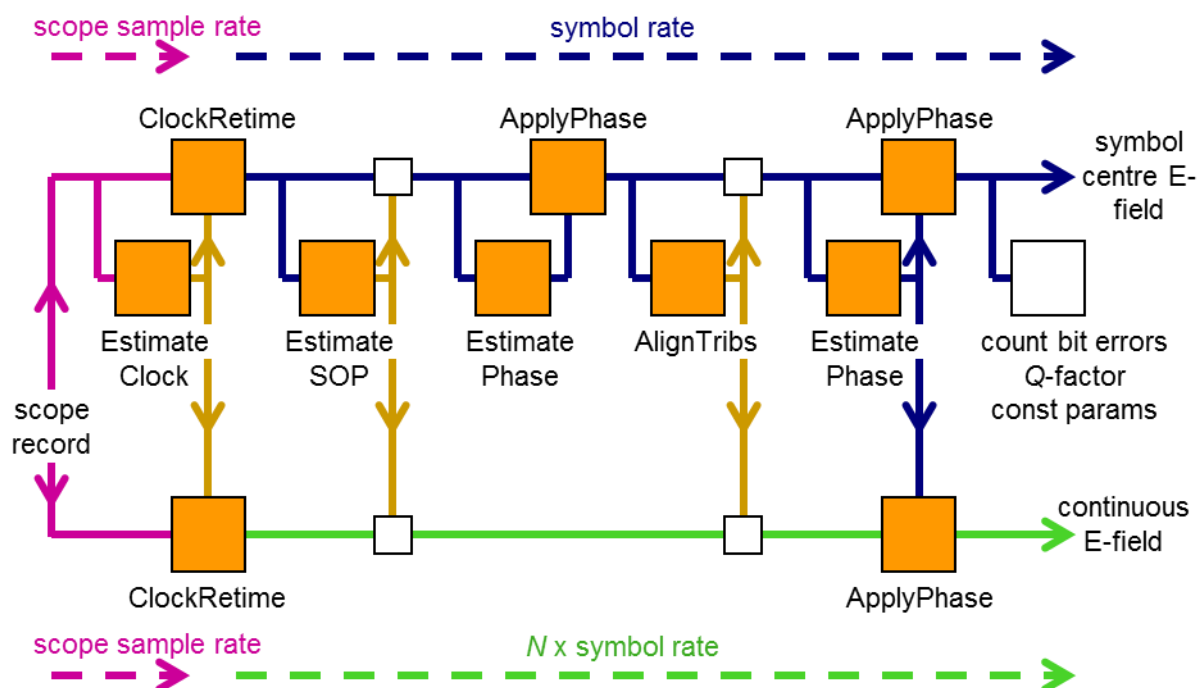 scope sample rate
symbol rate
ClockRetime
ApplyPhase
ApplyPhase
symbol
centre E-
field
Estimate
Clock
Estimate
SOP
Estimate
Phase
AlignTribs
Estimate
Phase
count bit errors
Q-factor
const params
scope
record
continuous
E-field
ClockRetime
ApplyPhase
scope sample rate
N x symbol rate